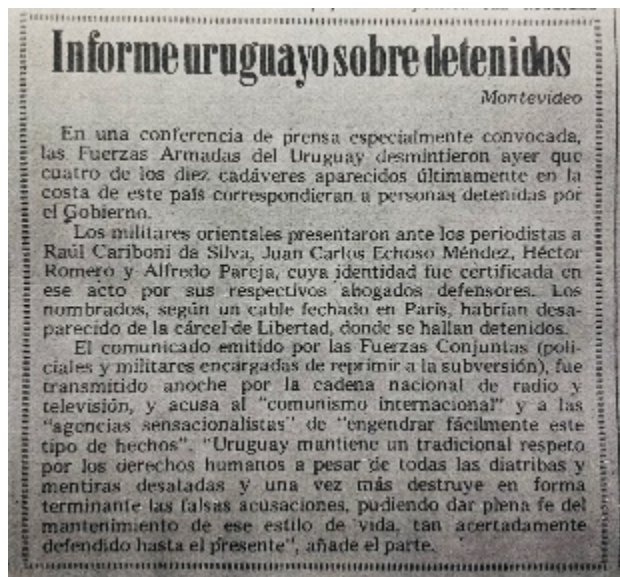 Informe uruguayo sobre detenidos
Montevideo
En una conferencia de prensa especialmente convocada,
las Fuerzas Armadas del Uruguay desmintieron ayer que
cuatro de los diez cadáveres aparecidos últimamente en la
costa de este país correspondieran a personas detenidas por
el Gobierno.
Los militares orientales presentaron ante los periodistas a
Raúl Cariboni da Silva, Juan Carlos Echoso Méndez, Héctor
Romero y Alfredo Pareja, cuya identidad fue certificada en
ese acto por sus respectivos abogados defensores. Los
nombrados, según un cable fechado en París, habrían desa-
parecido de la cárcel de Libertad, donde se hallan detenidos.
El comunicado emitido por las Fuerzas Conjuntas (poli-
ciales y militares encargadas de reprimir a la subversión), fue
transmitido anoche por la cadena nacional de radio y
televisión, y acusa al "comunismo internacional" y a las
"agencias sensacionalistas" de "engendrar fácilmente este
tipo de hechos". "Uruguay mantiene un tradicional respeto
por los derechos humanos a pesar de todas las diatribas y
mentiras desatadas y una vez más destruye en forma
terminante las falsas acusaciones, pudiendo dar plena fe del
mantenimiento de ese estilo de vida, tan acertadamente
defendido hasta el presente", añade el parte.